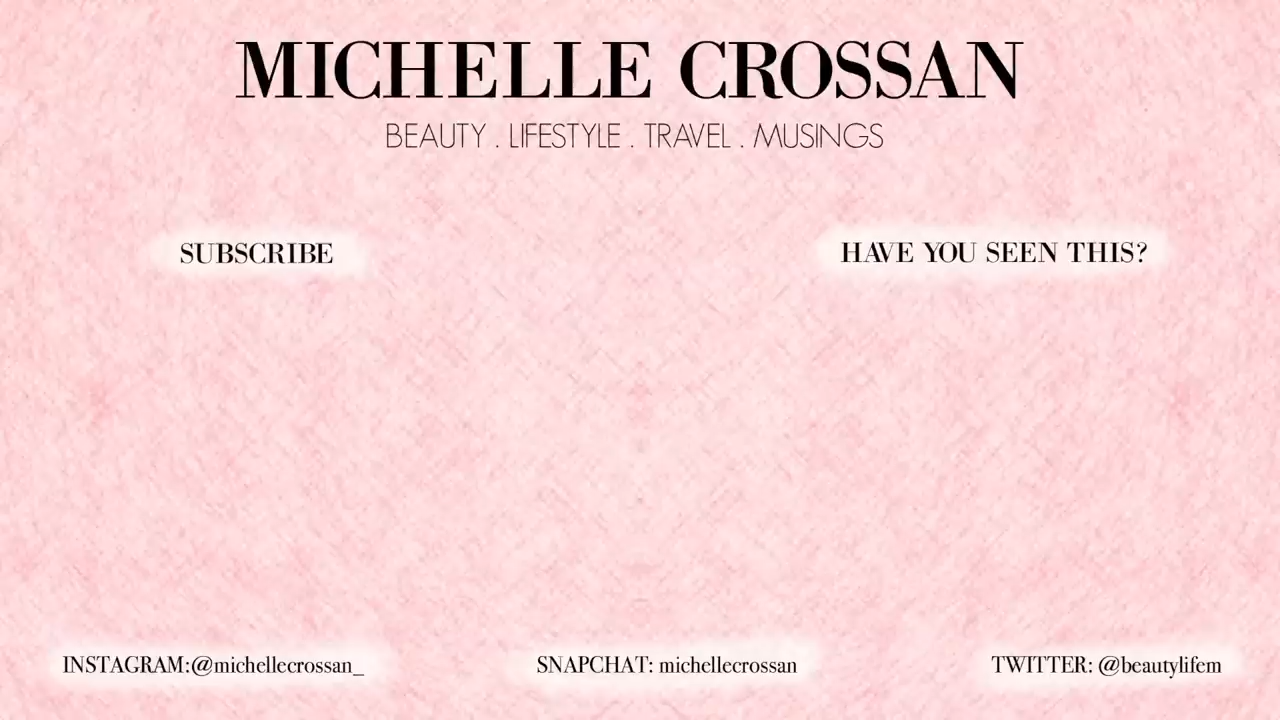 MICHELLE CROSSAN
BEAUTY . LIFESTYLE . TRAVEL . MUSINGS
SUBSCRIBE
HAVE YOU SEEN THIS?
INSTAGRAM:@michellecrossan_
SNAPCHAT: michellecrossan
TWITTER: @beautylifem